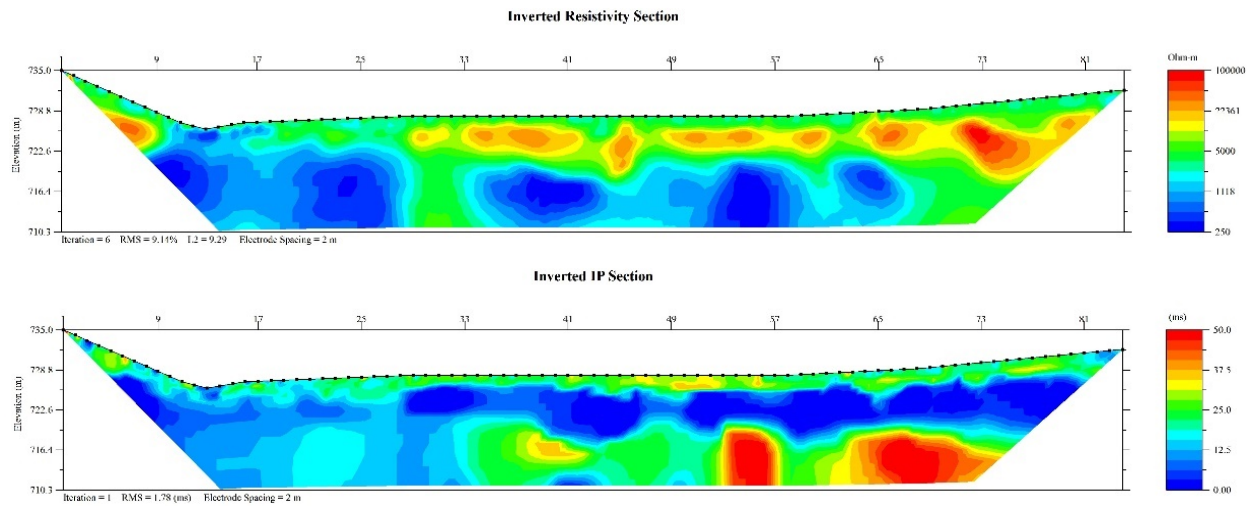 Inverted Resistivity Section
1 9 17 25 33 41 49 57 65 73 81
Ohm-m
735.0
728.8
722.6
716.4
710.3
Elevation (m)
100000
22361
5000
1118
250
Iteration = 6 RMS = 9.14% L2 = 9.29 Electrode Spacing = 2 m
Inverted IP Section
1 9 17 25 33 41 49 57 65 73 81
(ms)
735.0
728.8
722.6
716.4
710.3
Elevation (m)
50.0
37.5
25.0
12.5
0.00
Iteration = 1 RMS = 1.78 (ms) Electrode Spacing = 2 m